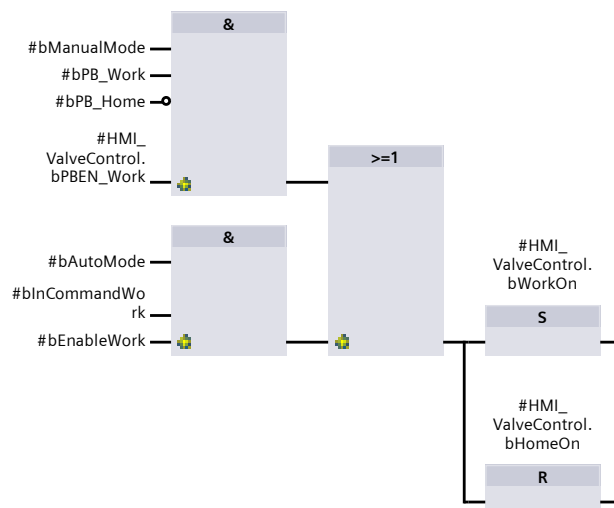 &
#bManualMode
#bPB_Work
#bPB_Home
#HMI_
ValveControl.
bPBEN_Work
>=1
&
#bAutoMode
#bInCommandWo
rk
#bEnableWork
#HMI_
ValveControl.
bWorkOn
S
#HMI_
ValveControl.
bHomeOn
R